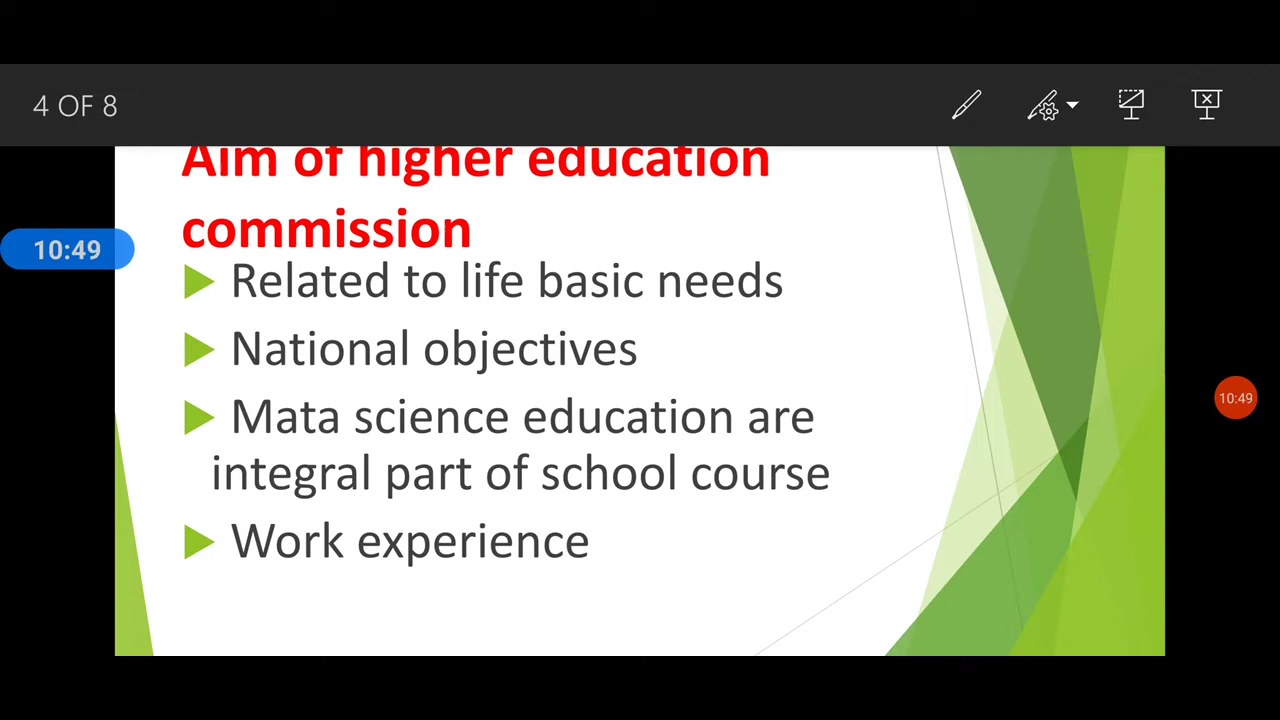 4 OF 8
Aim of higher education
commission
10:49
Related to life basic needs
National objectives
10:49
Mata science education are
integral part of school course
Work experience